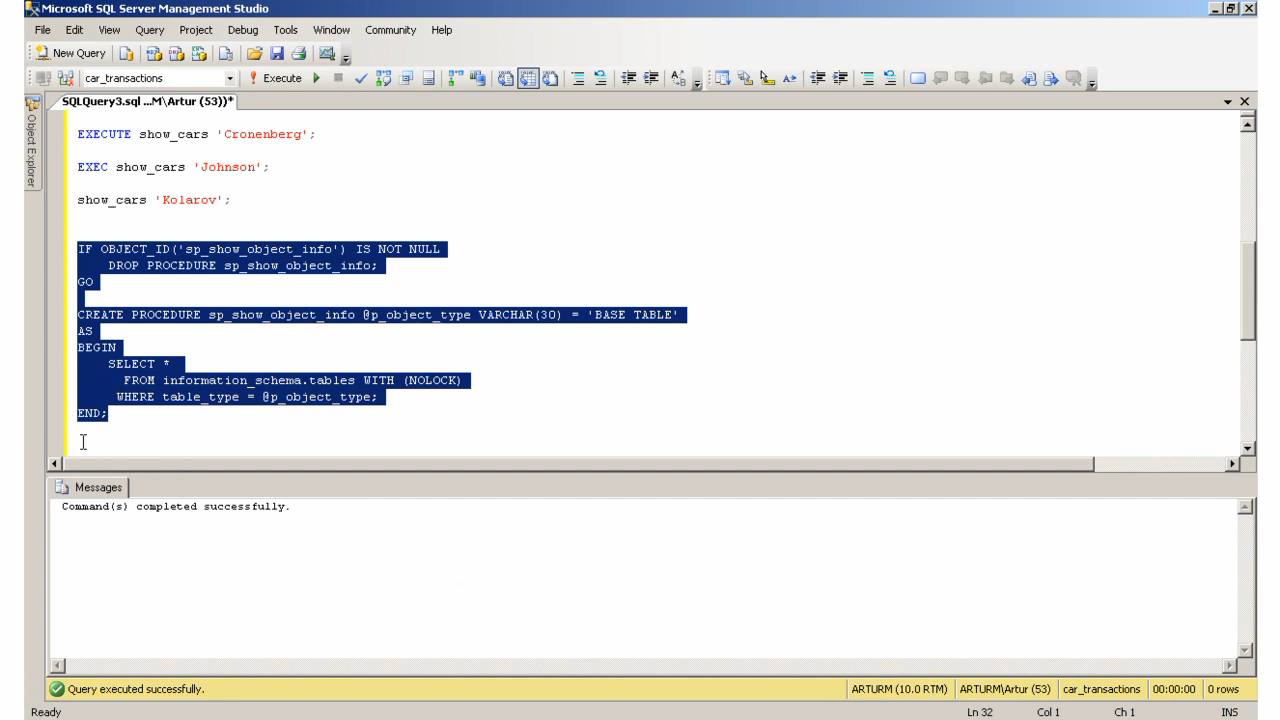 Microsoft SQL Server Management Studio
File Edit View Query Project Debug Tools Window Community Help
New Query
car_transactions Execute
SQLQuery3.sql ...M\Artur (53))*
Object Explorer
EXECUTE show_cars 'Cronenberg';
EXEC show_cars 'Johnson';
show_cars 'Kolarov';
IF OBJECT_ID('sp_show_object_info') IS NOT NULL
DROP PROCEDURE sp_show_object_info;
GO
CREATE PROCEDURE sp_show_object_info @p_object_type VARCHAR(30) = 'BASE TABLE'
AS
BEGIN
SELECT *
FROM information_schema.tables WITH (NOLOCK)
WHERE table_type = @p_object_type;
END;
Messages
Command(s) completed successfully.
Query executed successfully. ARTURM (10.0 RTM) ARTURM\Artur (53) car_transactions 00:00:00 0 rows
Ready Ln 32 Col 1 Ch 1 INS